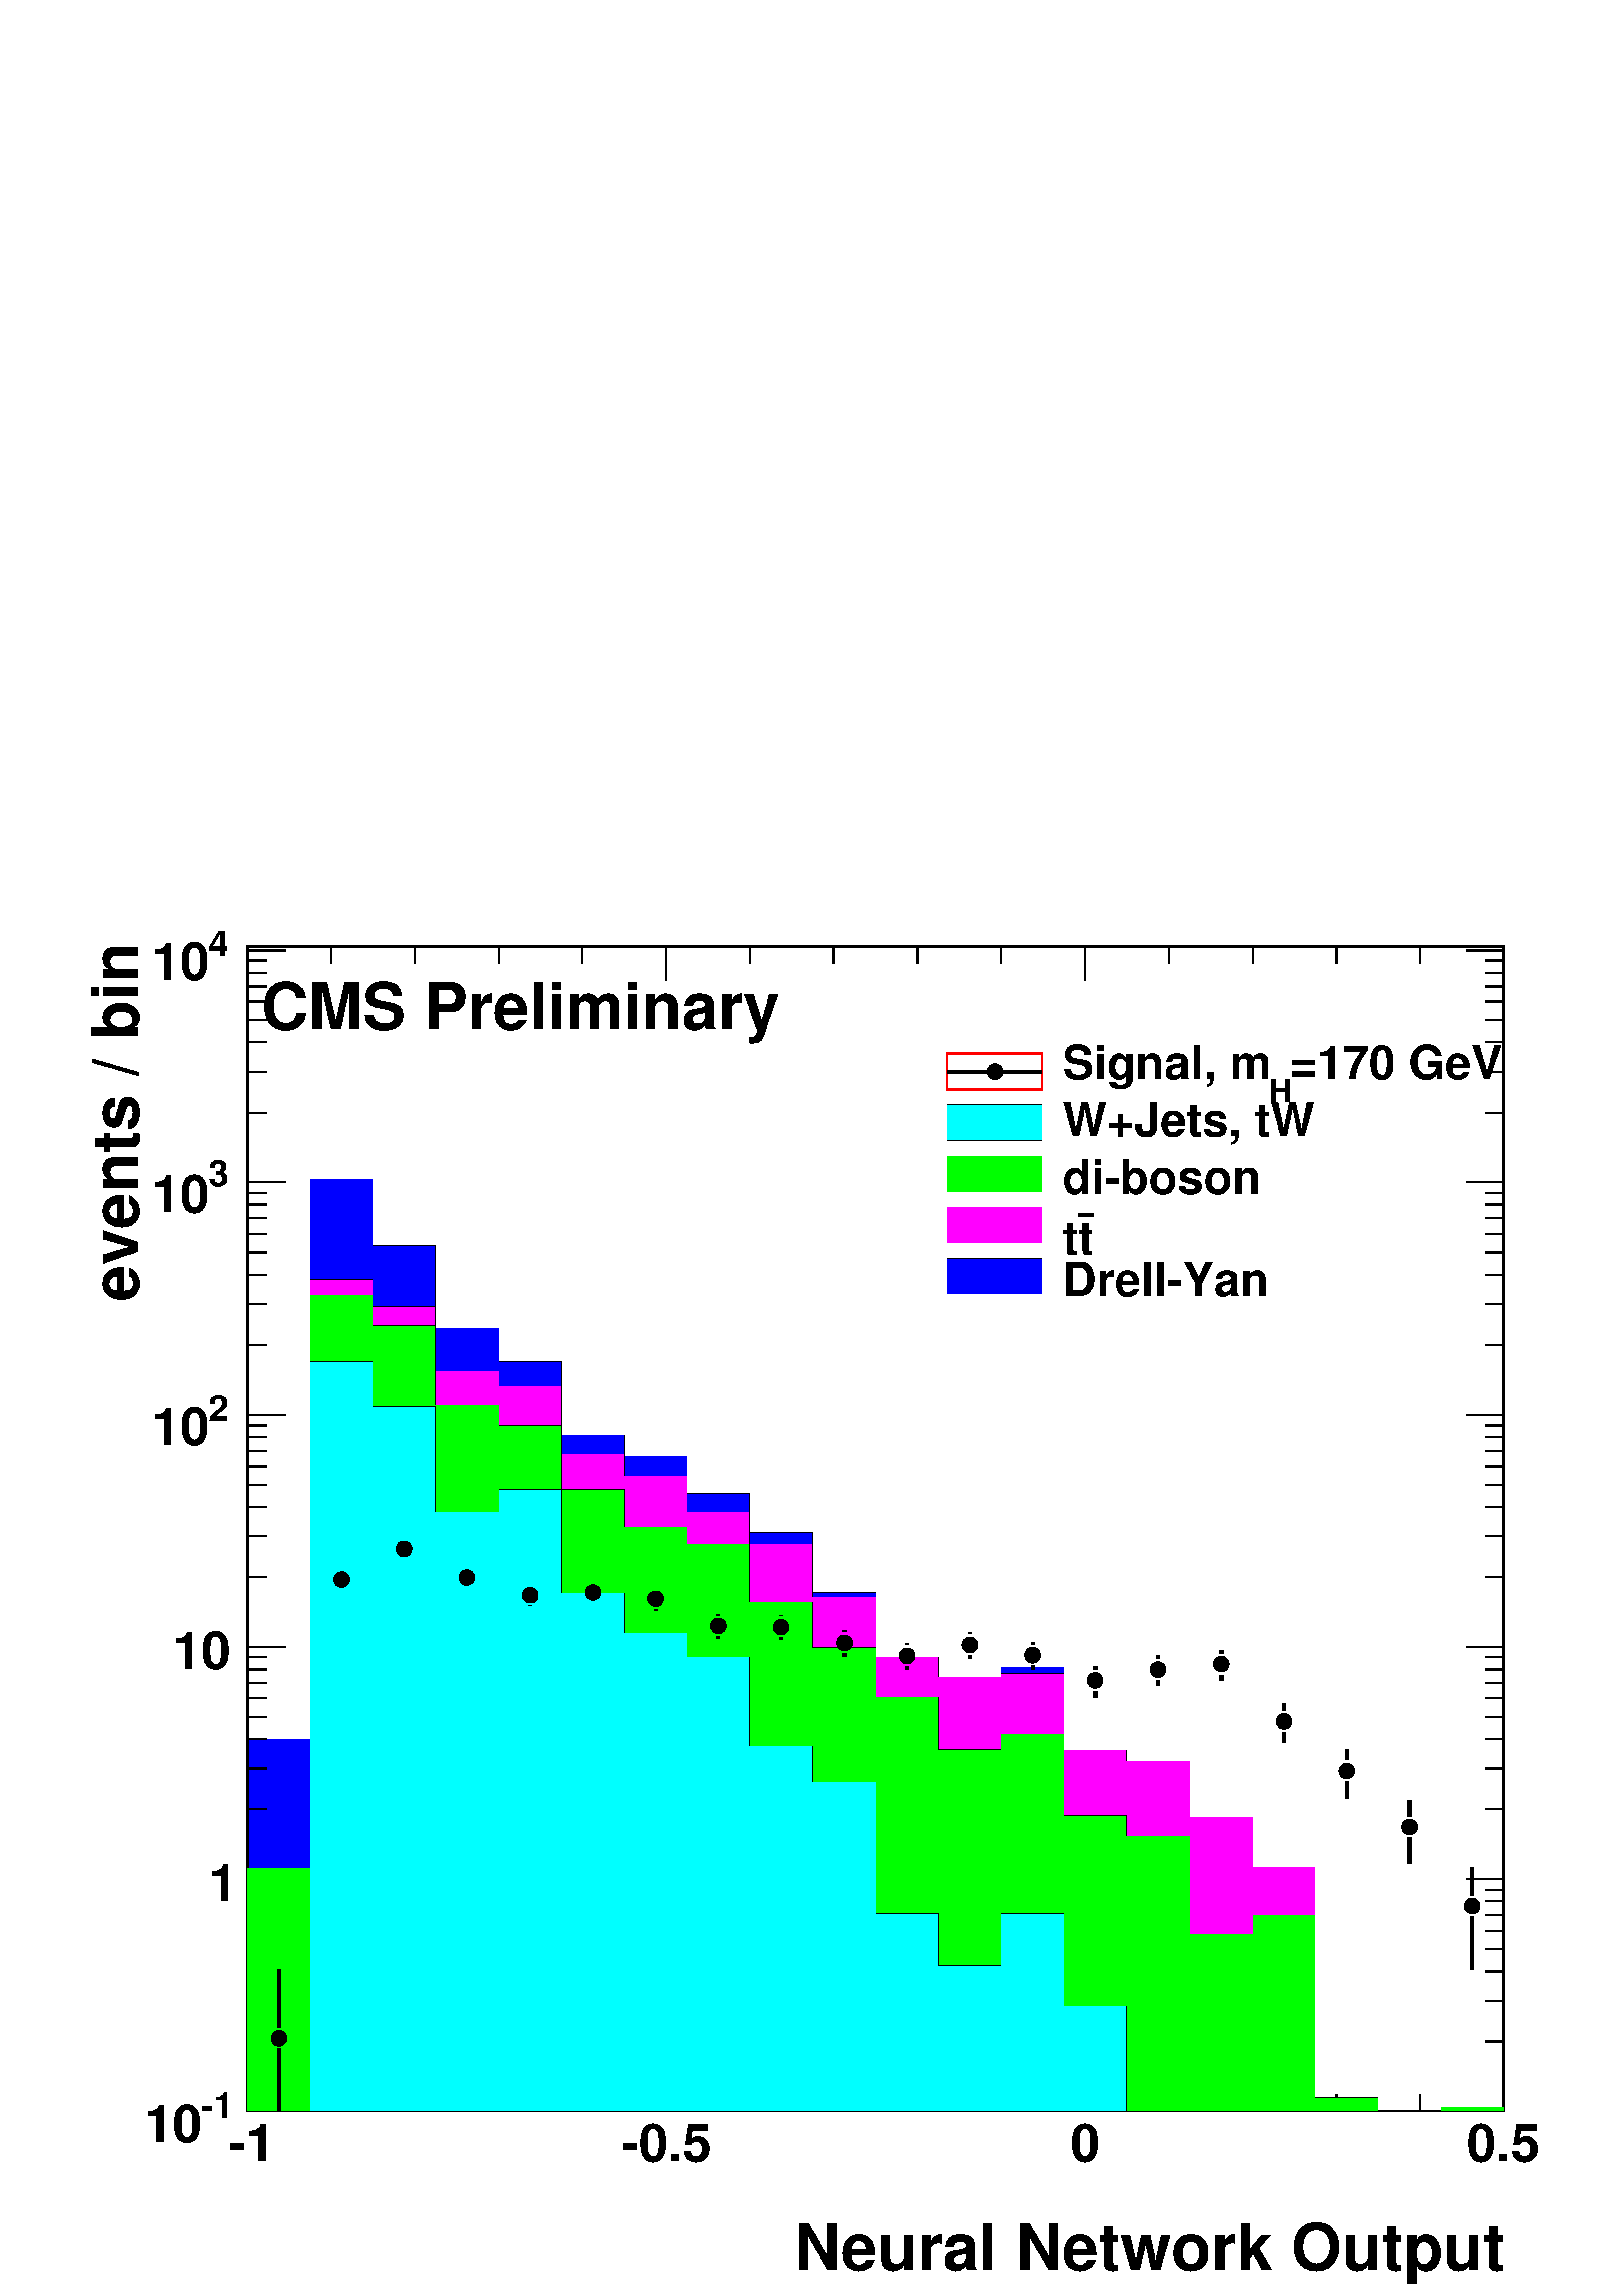 CMS Preliminary
events / bin
10^4
10^3
10^2
10
1
10^-1
Signal, m_H=170 GeV
W+Jets, tW
di-boson
tt̄
Drell-Yan
-1 -0.5 0 0.5
Neural Network Output